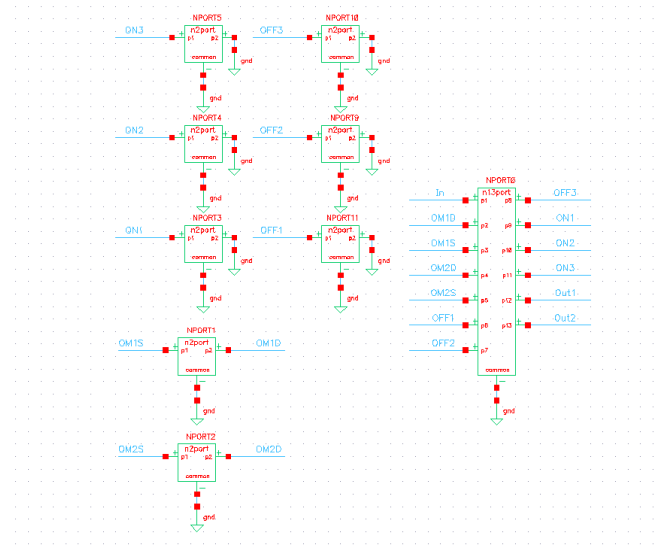 NPORT5 NPORT10
ON3 n2port OFF3 n2port
p1 p2 p1 p2
gnd gnd
common common
gnd gnd
NPORT4 NPORT9
ON2 n2port OFF2 n2port
p1 p2 p1 p2
gnd gnd
common common
gnd gnd
NPORT3 NPORT11
ON1 n2port OFF1 n2port
p1 p2 p1 p2
gnd gnd
common common
gnd gnd
NPORT1
OM1S n2port OM1D
p1 p2
common
gnd
NPORT2
OM2S n2port OM2D
p1 p2
common
gnd
NPORT0
n13port
In p1 p8 OFF3
OM1D p2 p9 ON1
OM1S p3 p10 ON2
OM2D p4 p11 ON3
OM2S p5 p12 Out1
OFF1 p6 p13 Out2
OFF2 p7
common
gnd